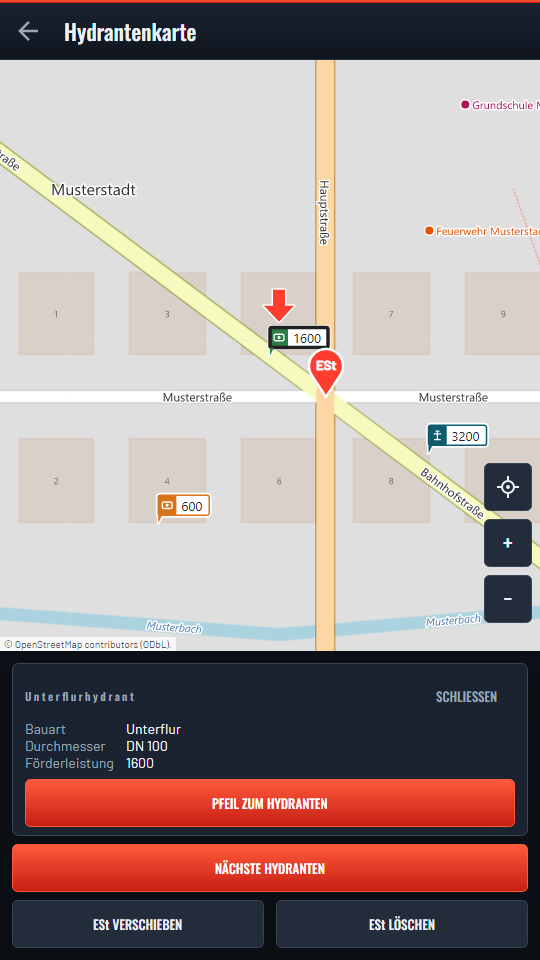 Hydrantenkarte
Grundschule M
raße
Musterstadt
Hauptstraße
Feuerwehr Musterstad
1
3
7
9
1600
ESt
Musterstraße
Musterstraße
3200
2
4
6
8
Bahnhofstraße
600
+
−
Musterbach
Musterbach
© OpenStreetMap contributors (ODbL).
Unterflurhydrant
SCHLIESSEN
Bauart Unterflur
Durchmesser DN 100
Förderleistung 1600
PFEIL ZUM HYDRANTEN
NÄCHSTE HYDRANTEN
ESt VERSCHIEBEN
ESt LÖSCHEN